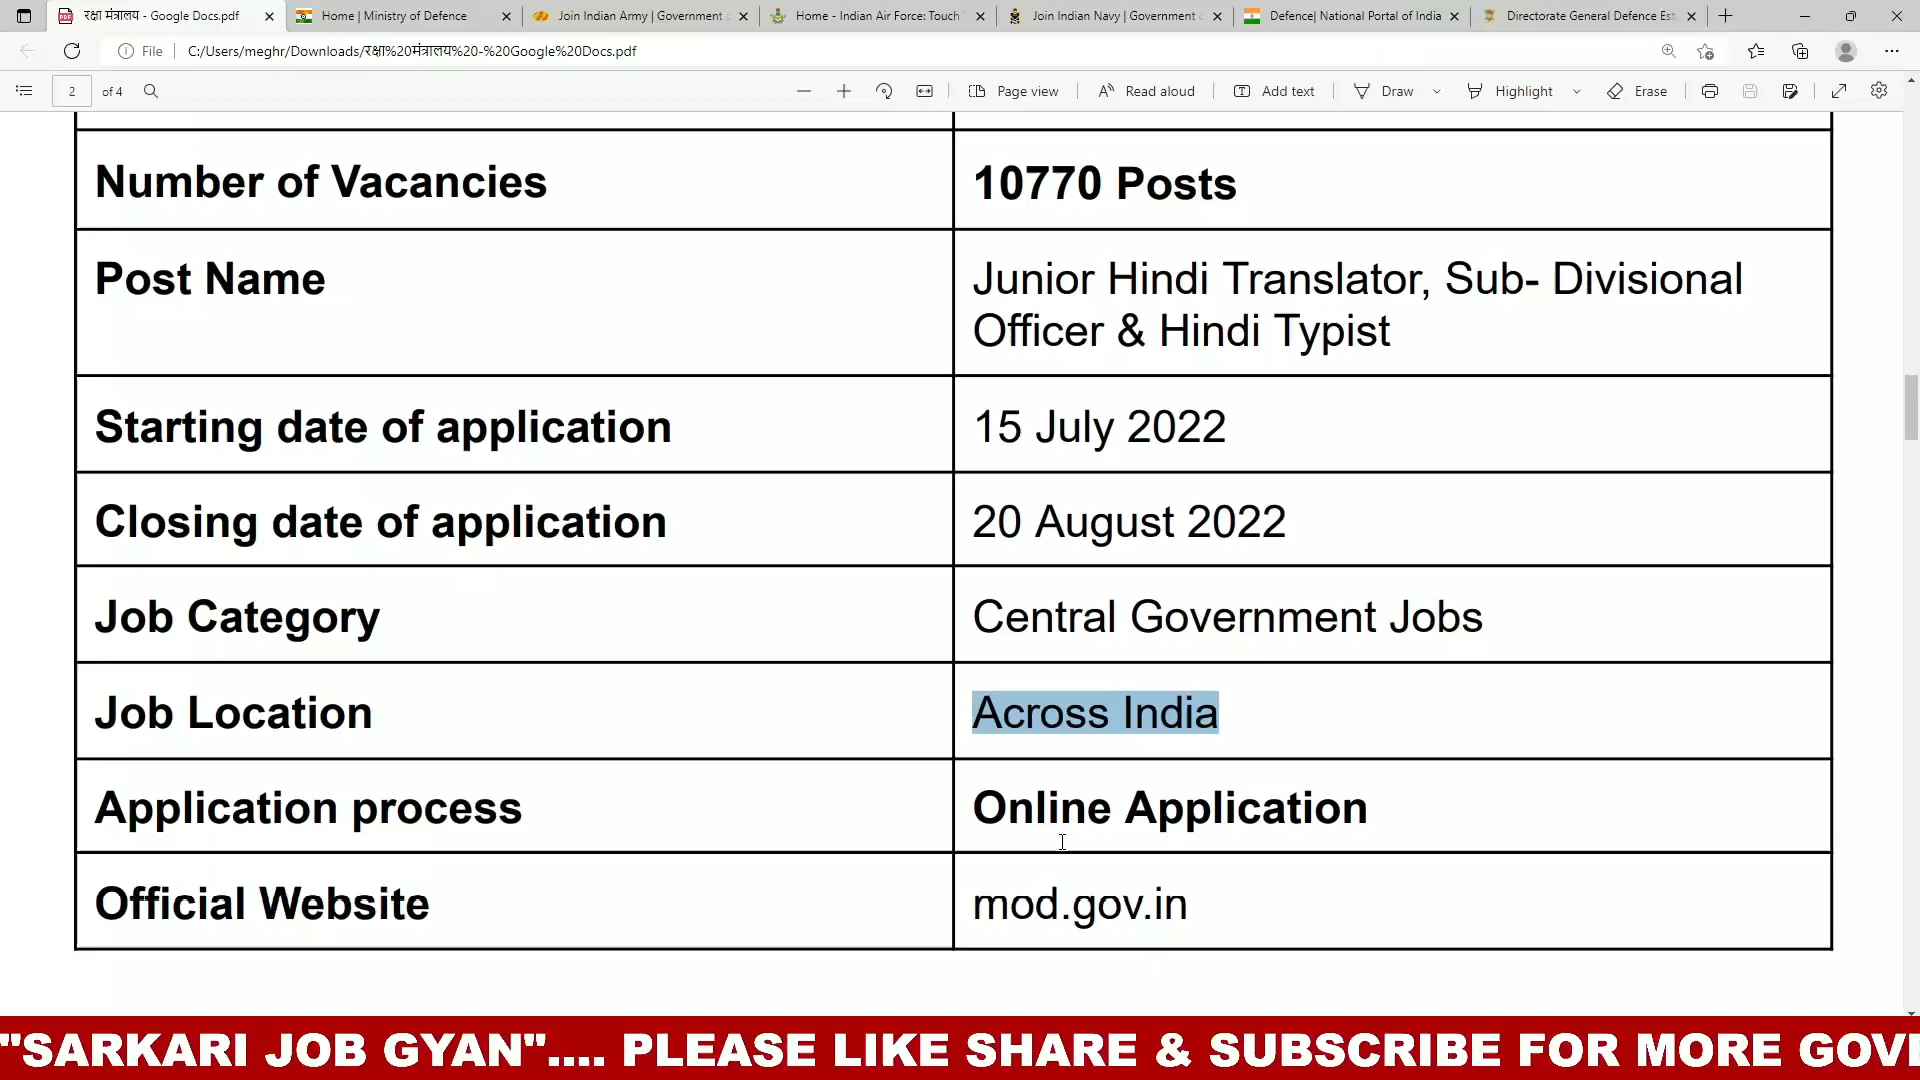 रक्षा मंत्रालय - Google Docs.pdf
Home | Ministry of Defence
Join Indian Army | Government
Home - Indian Air Force: Touch
Join Indian Navy | Government
Defence| National Portal of India
Directorate General Defence Est
File
C:/Users/meghr/Downloads/रक्षा%20मंत्रालय%20-%20Google%20Docs.pdf
2 of 4
Page view
Read aloud
Add text
Draw
Highlight
Erase
Number of Vacancies
10770 Posts
Post Name
Junior Hindi Translator, Sub- Divisional
Officer & Hindi Typist
Starting date of application
15 July 2022
Closing date of application
20 August 2022
Job Category
Central Government Jobs
Job Location
Across India
Application process
Online Application
Official Website
mod.gov.in
"SARKARI JOB GYAN".... PLEASE LIKE SHARE & SUBSCRIBE FOR MORE GOVE